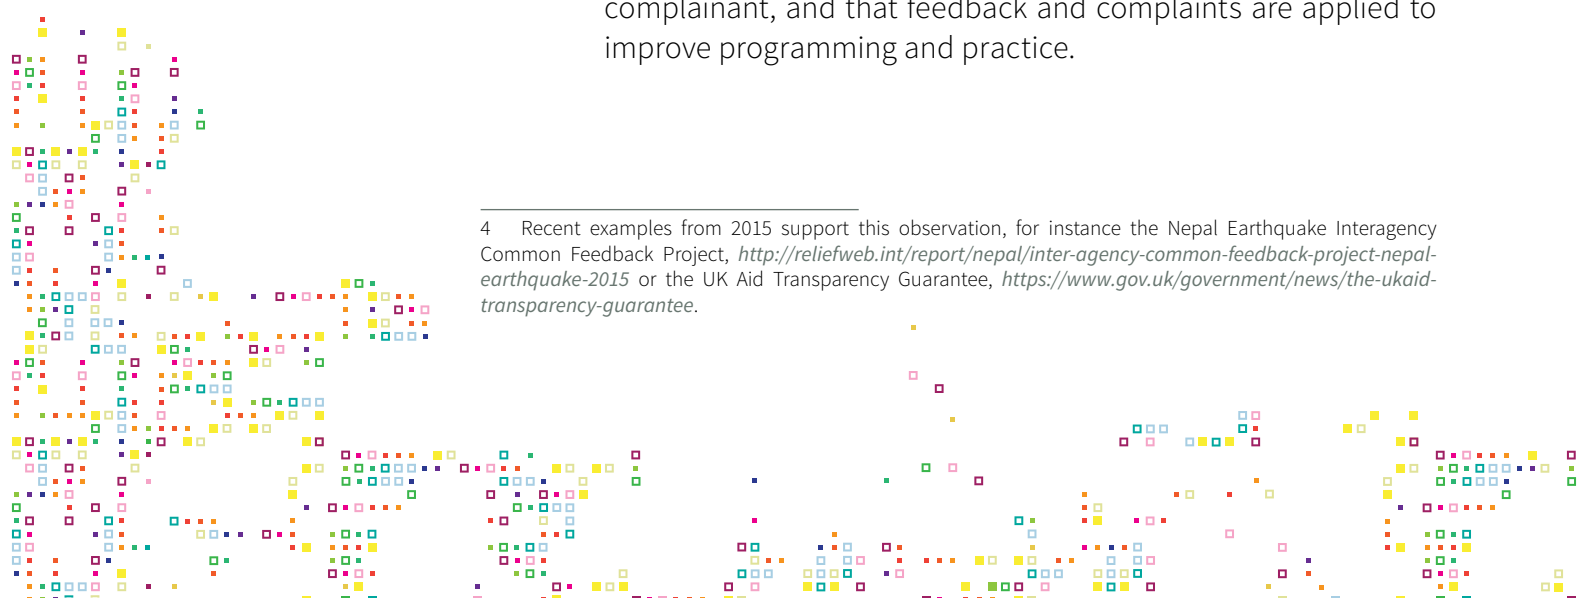 complainant, and that feedback and complaints are applied to
improve programming and practice.
4 Recent examples from 2015 support this observation, for instance the Nepal Earthquake Interagency
Common Feedback Project, http://reliefweb.int/report/nepal/inter-agency-common-feedback-project-nepal-
earthquake-2015 or the UK Aid Transparency Guarantee, https://www.gov.uk/government/news/the-ukaid-
transparency-guarantee.